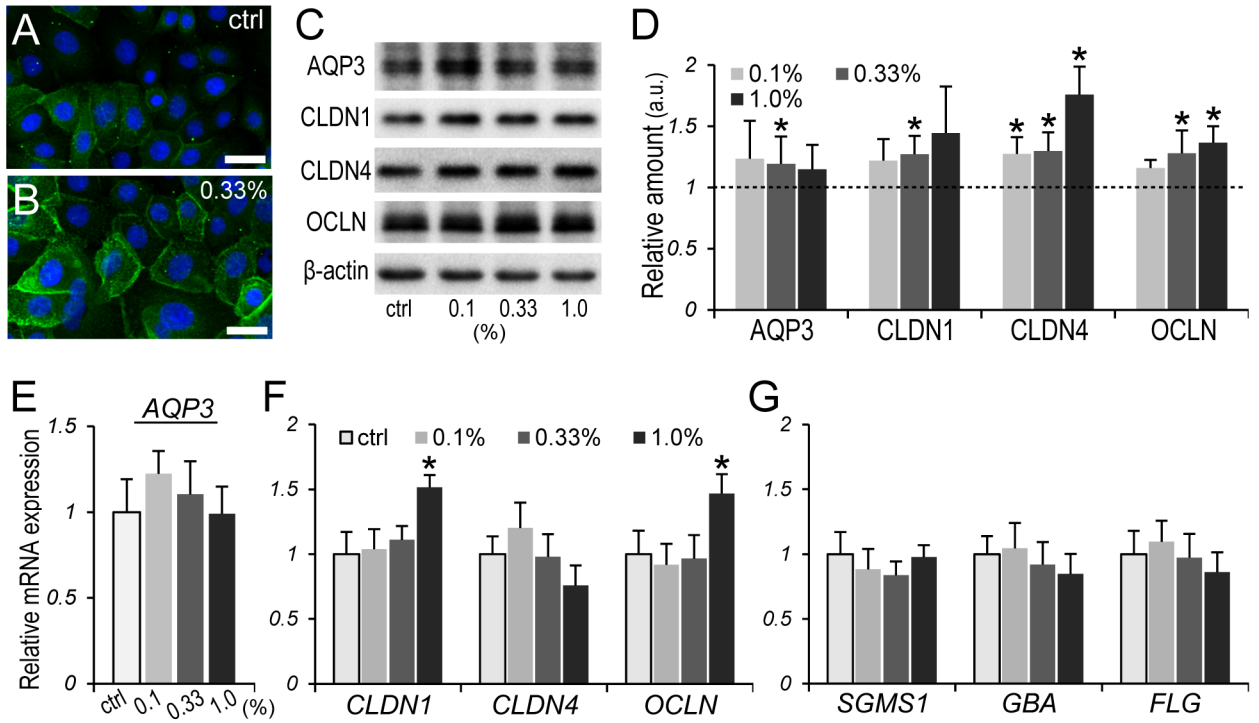 A
ctrl
B
0.33%
C
AQP3
CLDN1
CLDN4
OCLN
β-actin
ctrl 0.1 0.33 1.0
(%)
D
Relative amount (a.u.)
2
1.5
1
0.5
0
0.1% 0.33%
1.0%
* * * * * * *
AQP3 CLDN1 CLDN4 OCLN
E
AQP3
Relative mRNA expression
1.5
1
0.5
0
ctrl 0.1 0.33 1.0 (%)
F
2
1.5
1
0.5
0
ctrl 0.1% 0.33% 1.0%
* *
CLDN1 CLDN4 OCLN
G
2
1.5
1
0.5
0
SGMS1 GBA FLG